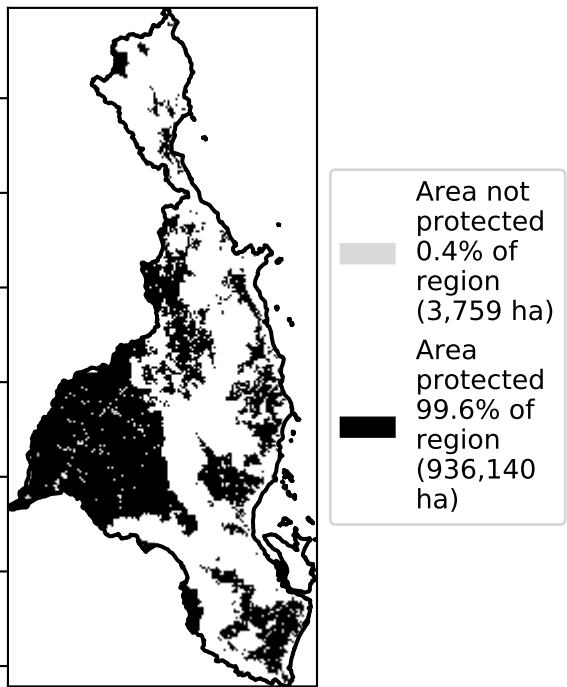 Area not
protected
0.4% of
region
(3,759 ha)
Area
protected
99.6% of
region
(936,140
ha)